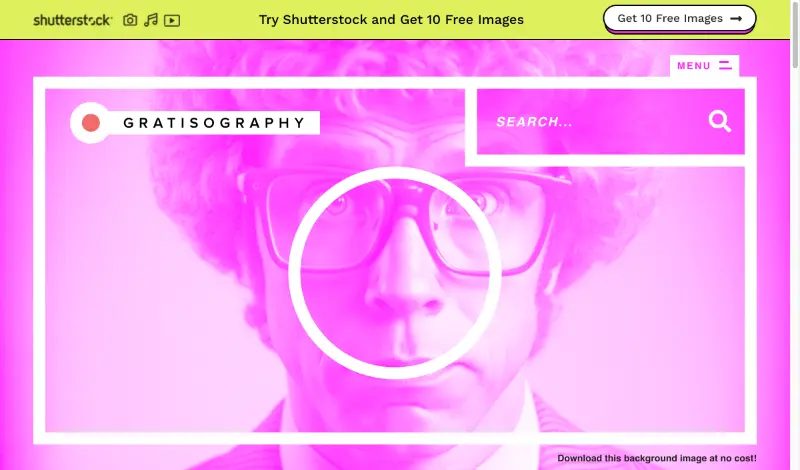 shutterstock
Try Shutterstock and Get 10 Free Images
Get 10 Free Images
MENU
GRATISOGRAPHY
SEARCH...
Download this background image at no cost!